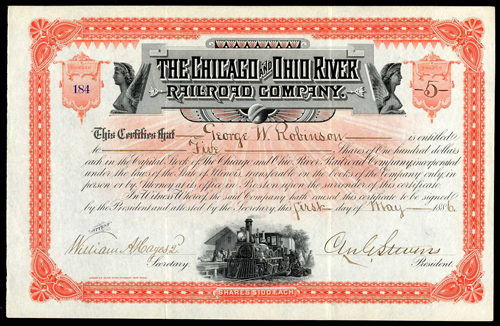 THE CHICAGO AND OHIO RIVER
RAILROAD COMPANY.
184
5
This Certifies that George W. Robinson is entitled
to Five Shares of One hundred dollars
each in the Capital Stock of the Chicago and Ohio River Railroad Company, incorporated
under the laws of the State of Illinois, transferable on the Books of the Company only, in
person or by Attorney at its office in Boston upon the surrender of this certificate.
In Witness Whereof, the said Company hath caused this certificate to be signed
by the President and attested by the Secretary, this first day of May 1886
William A Hayes 2d
Secretary.
Stevens
President.
SHARES $100 EACH